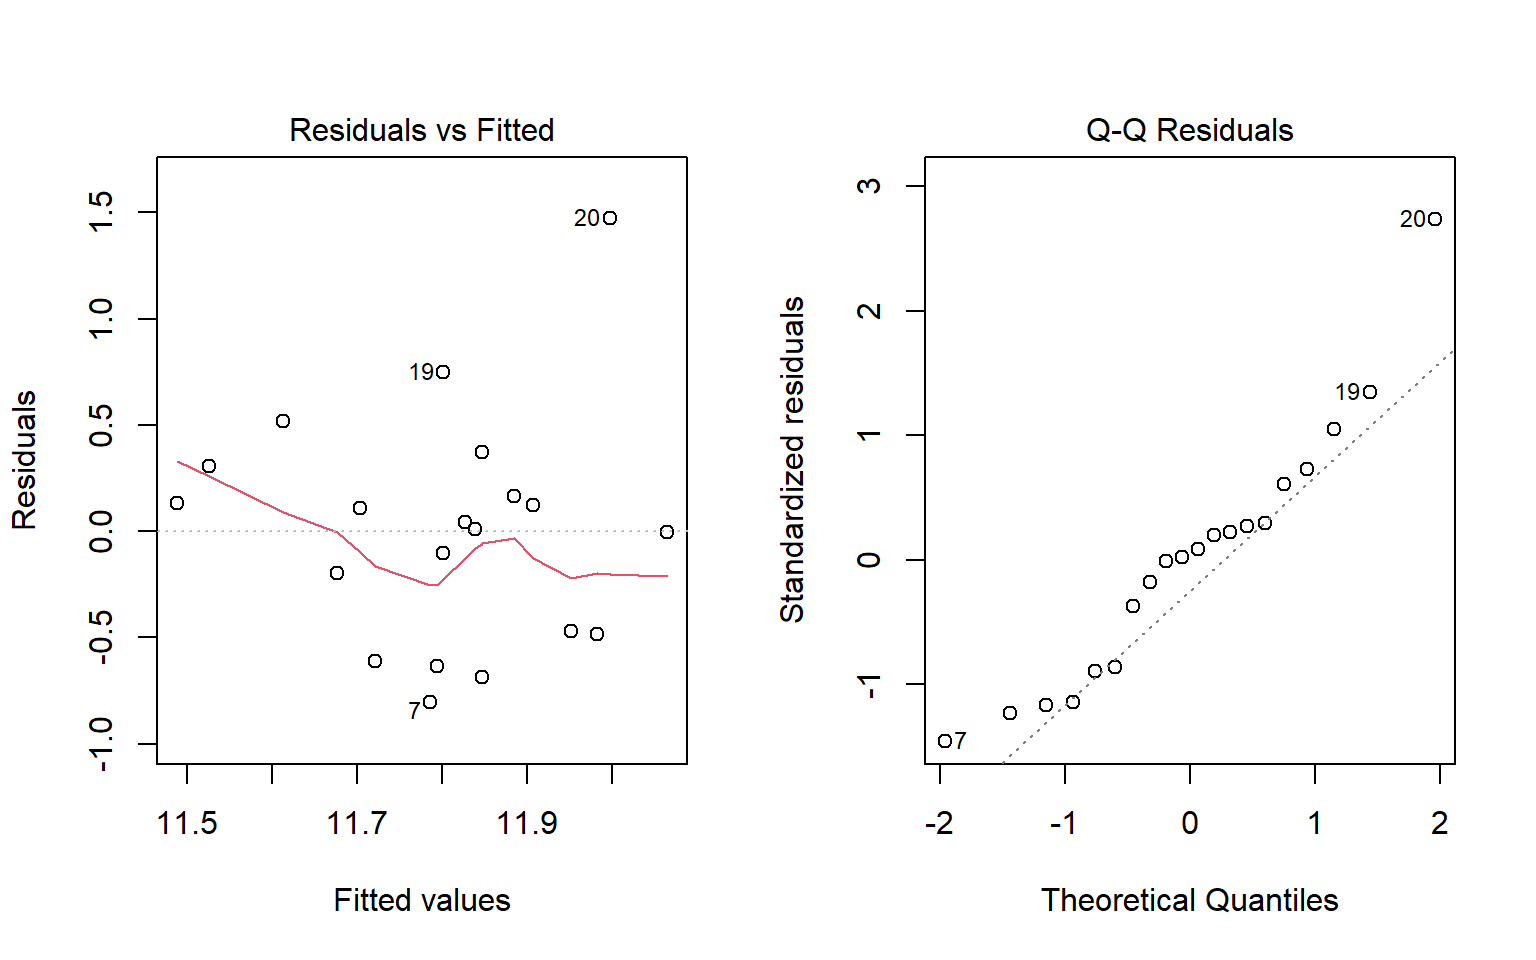 Residuals vs Fitted
Residuals
1.5
1.0
0.5
0.0
-0.5
-1.0
20
19
7
11.5 11.7 11.9
Fitted values
Q-Q Residuals
Standardized residuals
3
2
1
0
-1
20
19
7
-2 -1 0 1 2
Theoretical Quantiles